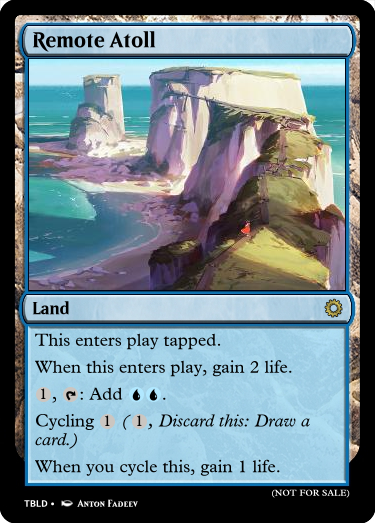 Remote Atoll
Land
This enters play tapped.
When this enters play, gain 2 life.
1, : Add .
Cycling 1 ( 1, Discard this: Draw a
card.)
When you cycle this, gain 1 life.
(NOT FOR SALE)
TBLD • Anton Fadeev